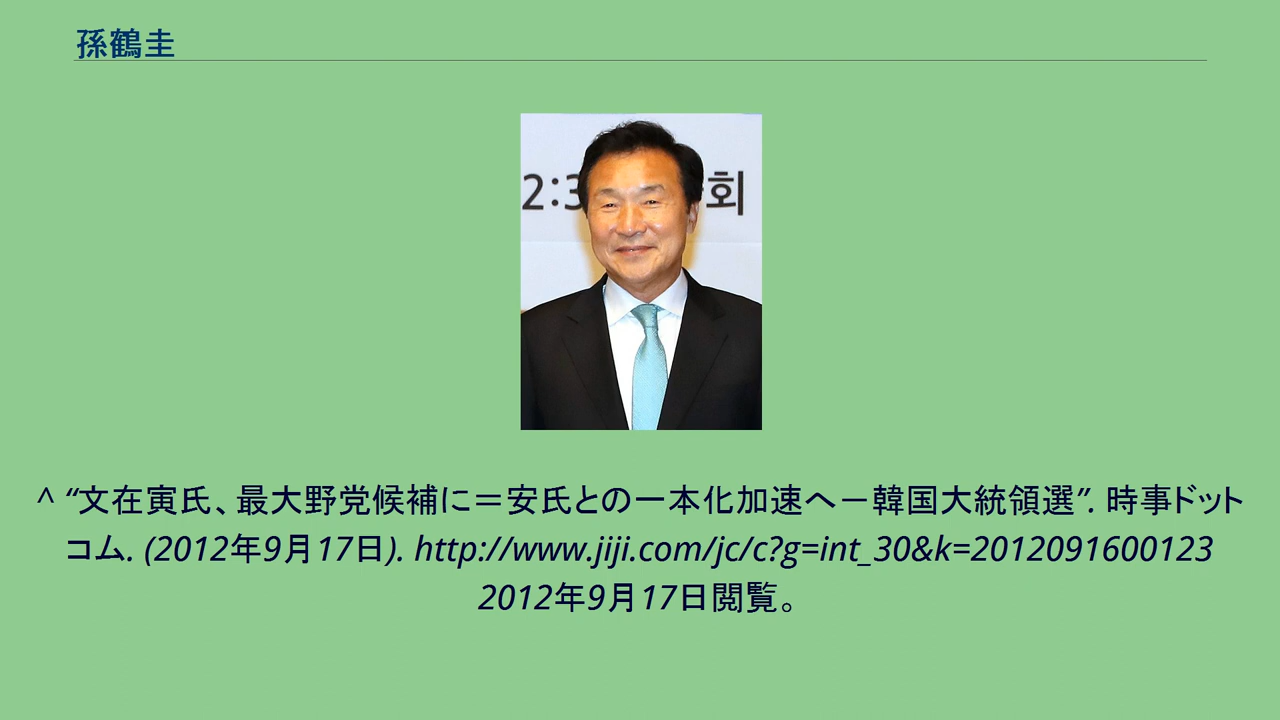 孫鶴圭
2:3 회
^ “文在寅氏、最大野党候補に＝安氏との一本化加速へ－韓国大統領選”. 時事ドット
コム. (2012年9月17日). http://www.jiji.com/jc/c?g=int_30&k=2012091600123
2012年9月17日閲覧。